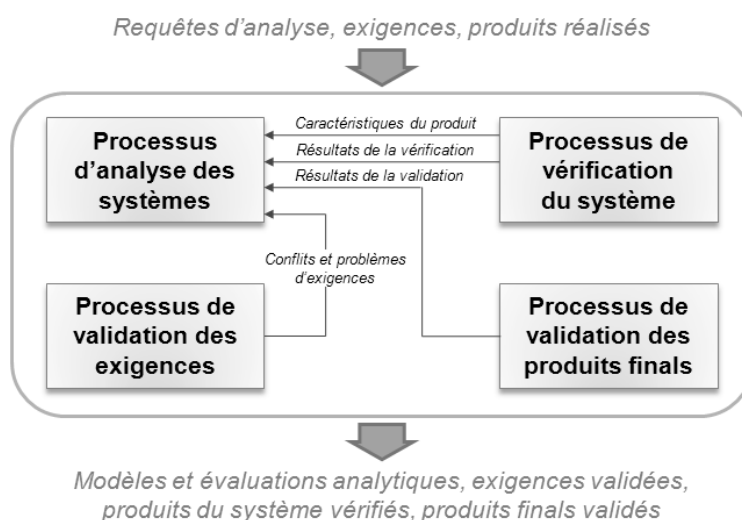 Requêtes d'analyse, exigences, produits réalisés
Processus
d'analyse des
systèmes
Caractéristiques du produit
Résultats de la vérification
Résultats de la validation
Processus de
vérification
du système
Conflits et problèmes
d'exigences
Processus de
validation des
exigences
Processus de
validation des
produits finals
Modèles et évaluations analytiques, exigences validées,
produits du système vérifiés, produits finals validés